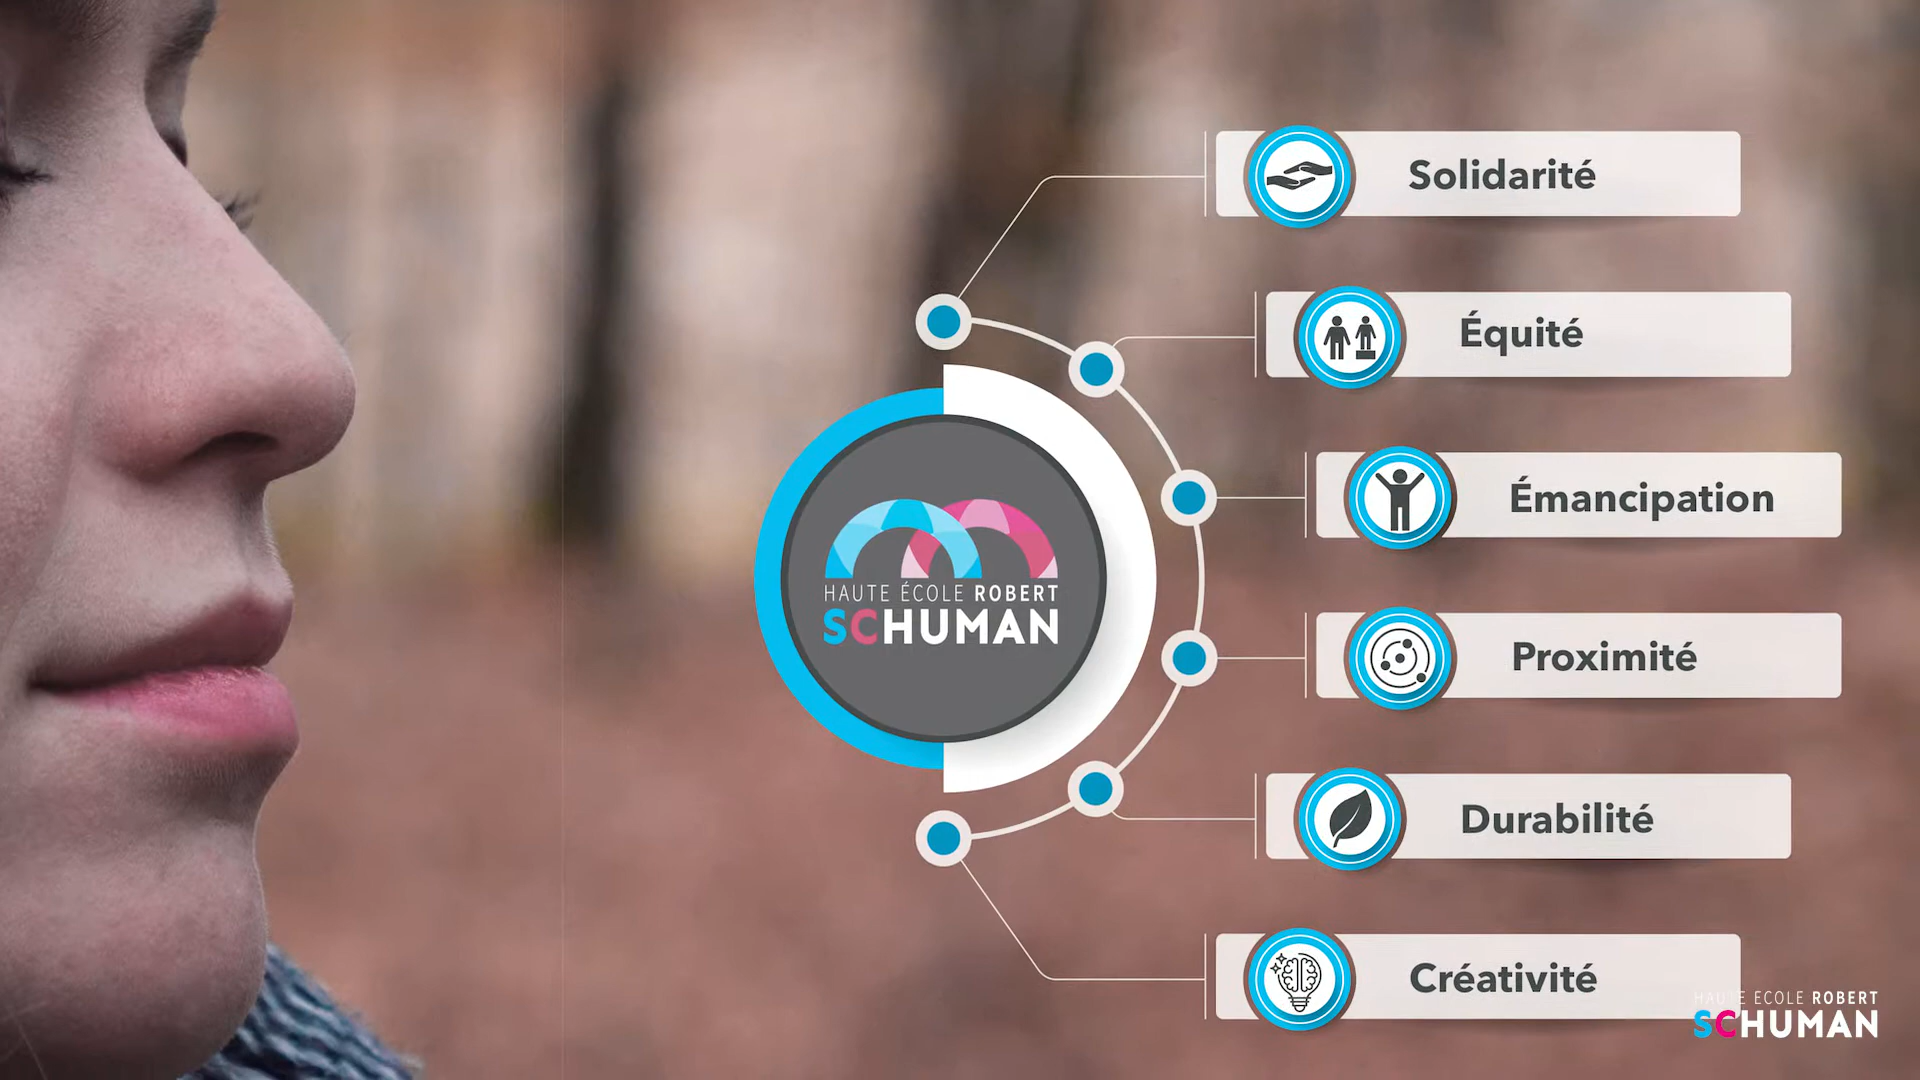 Solidarité
Équité
Émancipation
HAUTE ÉCOLE ROBERT
SCHUMAN
Proximité
Durabilité
Créativité
HAUTE ECOLE ROBERT
SCHUMAN